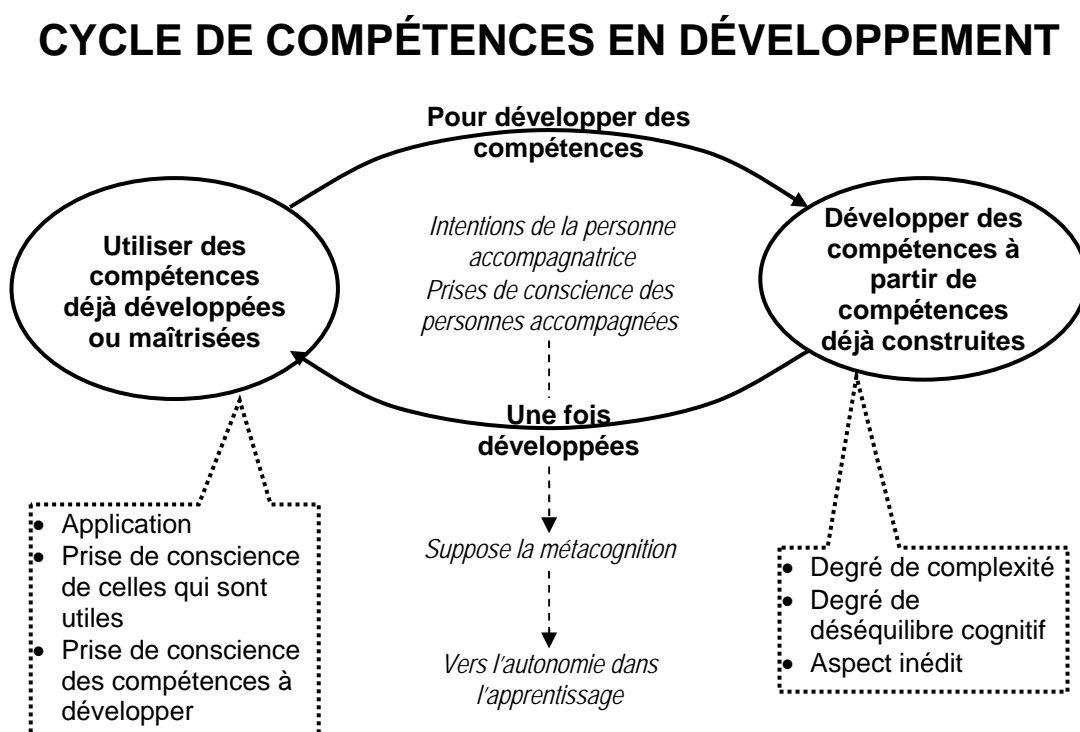 CYCLE DE COMPÉTENCES EN DÉVELOPPEMENT
Pour développer des
compétences
Utiliser des
compétences
déjà développées
ou maîtrisées
Intentions de la personne
accompagnatrice
Prises de conscience des
personnes accompagnées
Développer des
compétences à
partir de
compétences
déjà construites
Une fois
développées
• Application
• Prise de conscience
de celles qui sont
utiles
• Prise de conscience
des compétences à
développer
Suppose la métacognition
Vers l'autonomie dans
l'apprentissage
• Degré de complexité
• Degré de
déséquilibre cognitif
• Aspect inédit